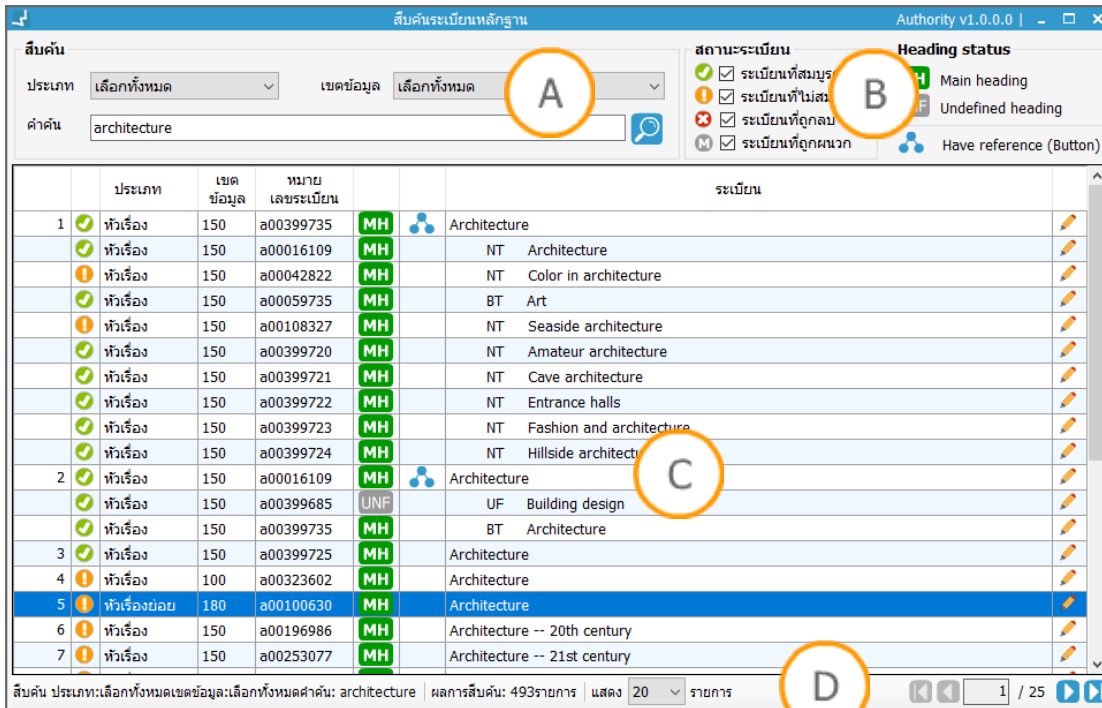 สืบค้นระเบียนหลักฐาน Authority v1.0.0.0 |
สืบค้น
ประเภท เลือกทั้งหมด เขตข้อมูล เลือกทั้งหมด
คำค้น architecture
A
สถานะระเบียน
ระเบียนที่สมบูรณ์
ระเบียนที่ไม่สม
ระเบียนที่ถูกลบ
M ระเบียนที่ถูกผนวก
B
Heading status
Main heading
Undefined heading
Have reference (Button)
ประเภท เขตข้อมูล หมายเลขระเบียน ระเบียน
1 หัวเรื่อง 150 a00399735 MH Architecture
หัวเรื่อง 150 a00016109 MH NT Architecture
หัวเรื่อง 150 a00042822 MH NT Color in architecture
หัวเรื่อง 150 a00059735 MH BT Art
หัวเรื่อง 150 a00108327 MH NT Seaside architecture
หัวเรื่อง 150 a00399720 MH NT Amateur architecture
หัวเรื่อง 150 a00399721 MH NT Cave architecture
หัวเรื่อง 150 a00399722 MH NT Entrance halls
หัวเรื่อง 150 a00399723 MH NT Fashion and architecture
หัวเรื่อง 150 a00399724 MH NT Hillside architectu
C
2 หัวเรื่อง 150 a00016109 MH Architecture
หัวเรื่อง 150 a00399685 UNF UF Building design
หัวเรื่อง 150 a00399735 MH BT Architecture
3 หัวเรื่อง 150 a00399725 MH Architecture
4 หัวเรื่อง 100 a00323602 MH Architecture
5 หัวเรื่องย่อย 180 a00100630 MH Architecture
6 หัวเรื่อง 150 a00196986 MH Architecture -- 20th century
7 หัวเรื่อง 150 a00253077 MH Architecture -- 21st century
สืบค้น ประเภท:เลือกทั้งหมดเขตข้อมูล:เลือกทั้งหมดคำค้น: architecture ผลการสืบค้น: 493รายการ แสดง 20 รายการ D 1 / 25